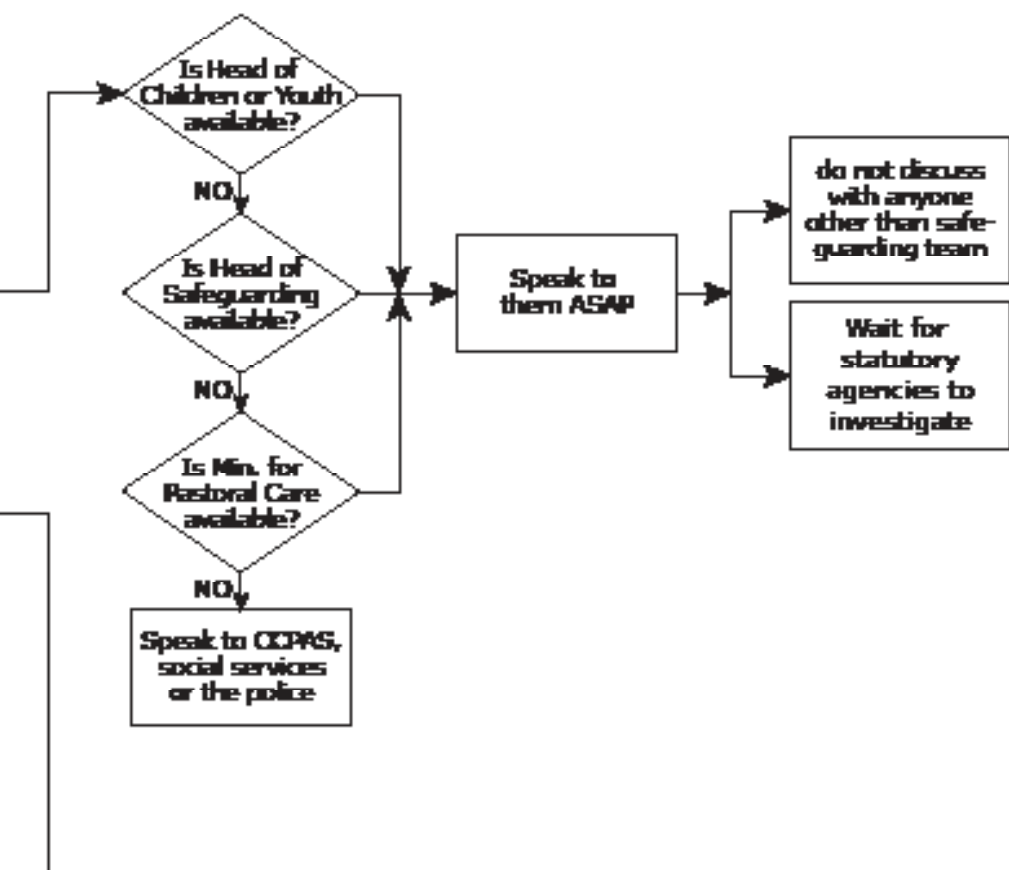 Is Head of
Children or Youth
available?
NO
Is Head of
Safeguarding
available?
NO
Is Min. for
Pastoral Care
available?
NO
Speak to CCPAS,
social services
or the police
Speak to
them ASAP
do not discuss
with anyone
other than safe-
guarding team
Wait for
statutory
agencies to
investigate